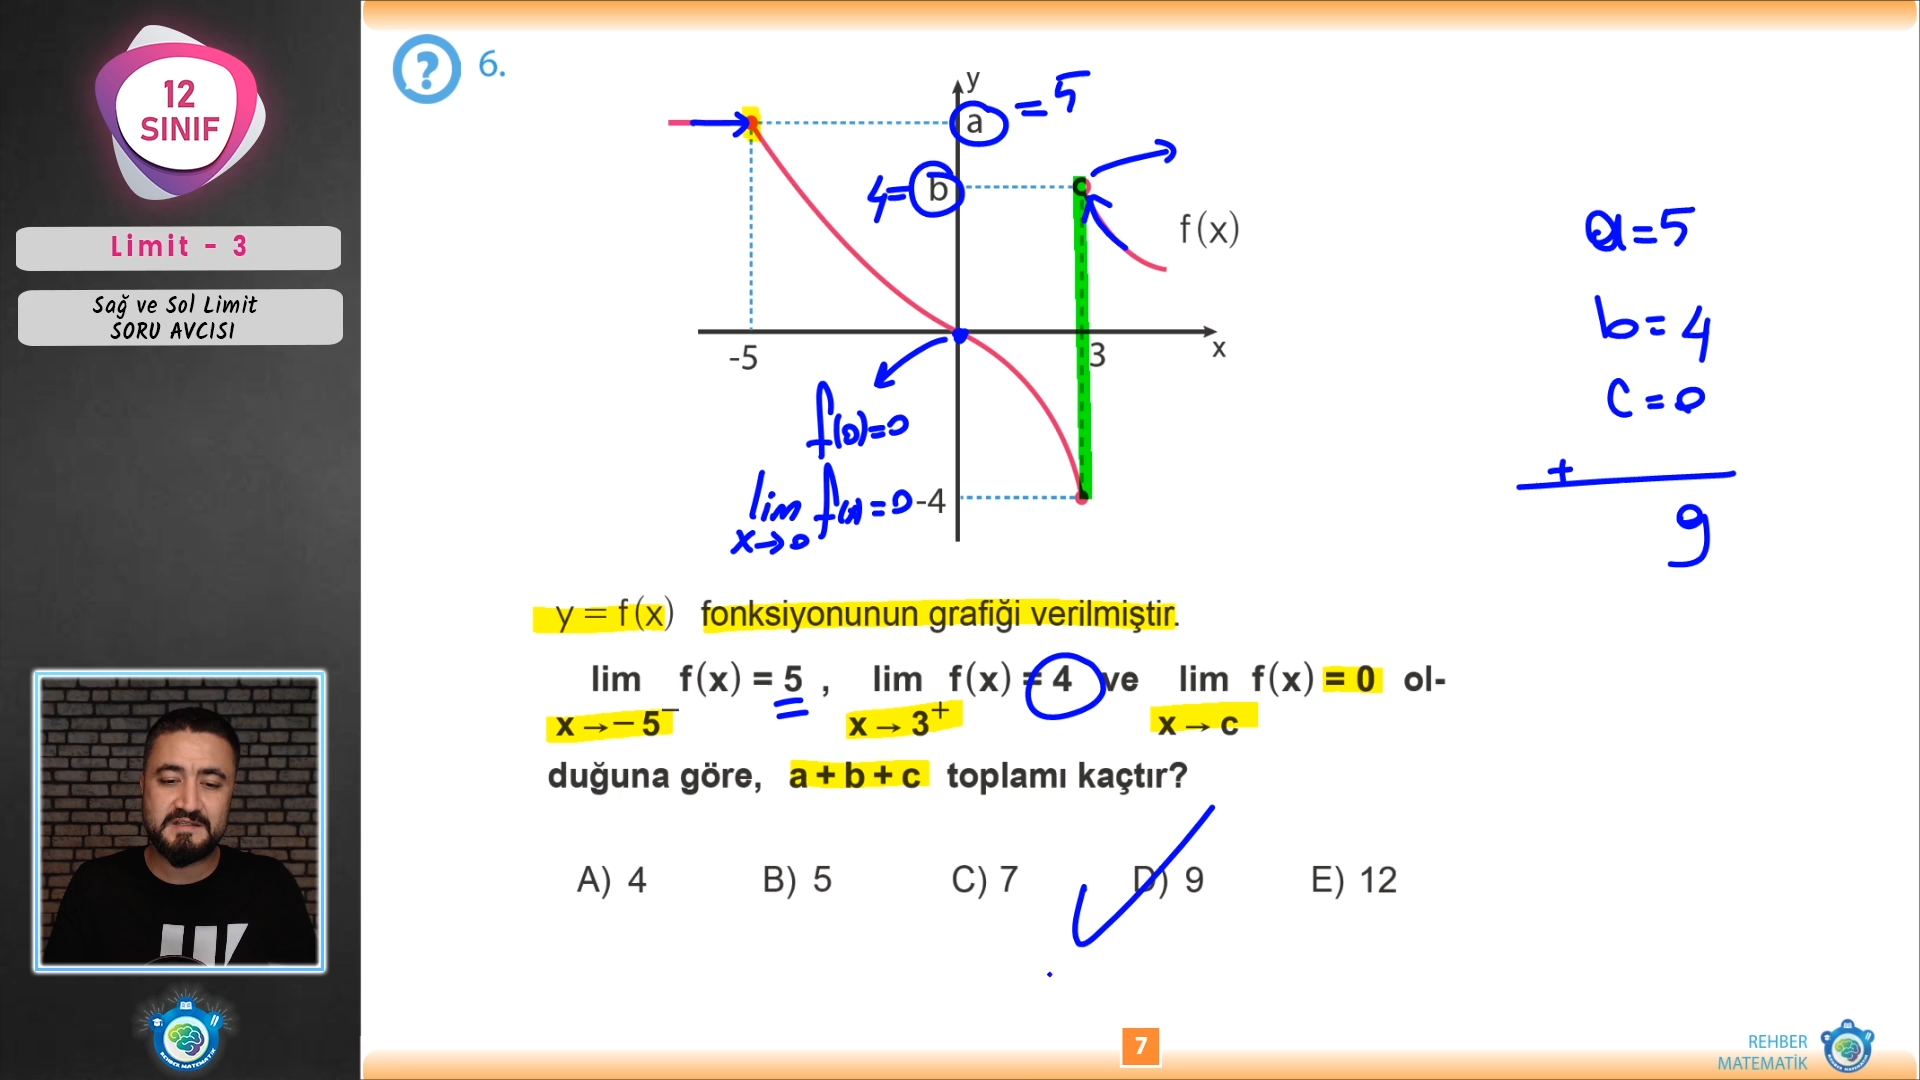 12
SINIF
Limit - 3
Sağ ve Sol Limit
SORU AVCISI
6.
y
a = 5
4= b
f(x)
-5
3
x
f(0)=0
lim f(x)=0
x→0
-4
a=5
b=4
c=0
+
9
y = f(x) fonksiyonunun grafiği verilmiştir.
lim f(x) = 5 , lim f(x) = 4 ve lim f(x) = 0 ol-
x→−5⁻ x→3⁺ x→c
duğuna göre, a+b+c toplamı kaçtır?
A) 4 B) 5 C) 7 D) 9 E) 12
7
REHBER
MATEMATİK
REHBER MATEMATİK